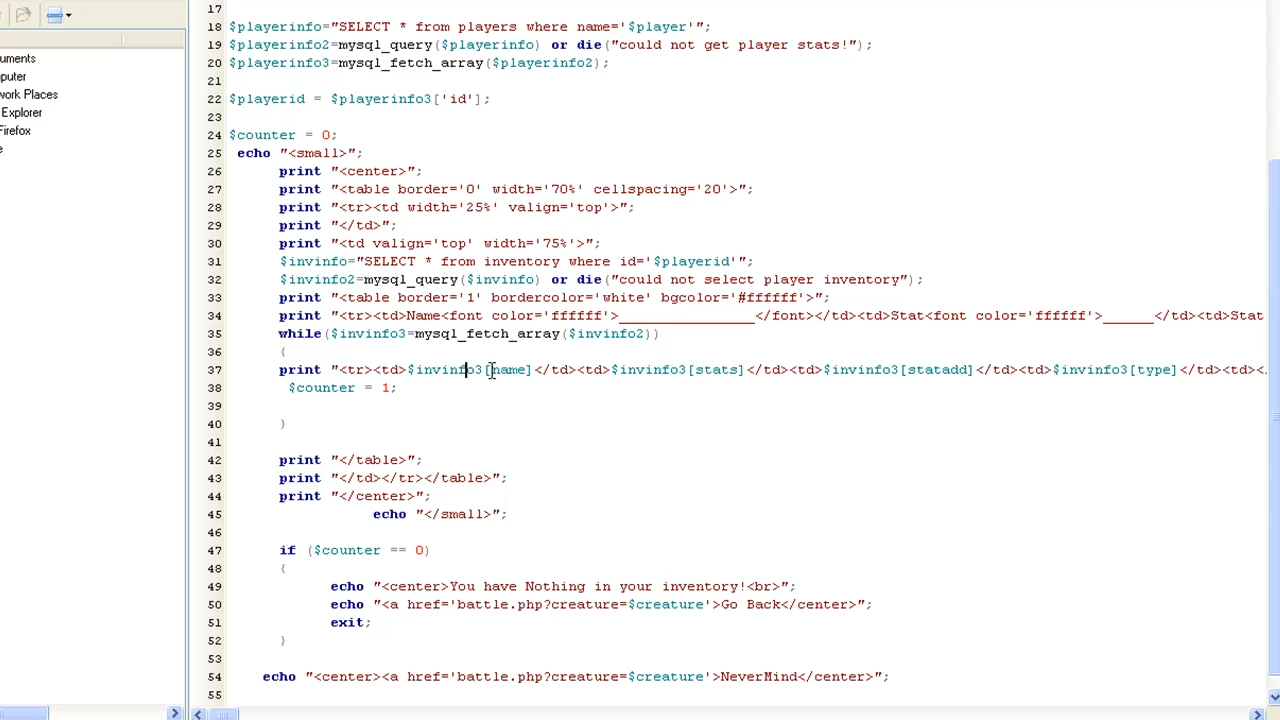 17
18 $playerinfo="SELECT * from players where name='$player'";
uments
19 $playerinfo2=mysql_query($playerinfo) or die("could not get player stats!");
20 $playerinfo3=mysql_fetch_array($playerinfo2);
puter
21
work Places
22 $playerid = $playerinfo3['id'];
Explorer
23
Firefox
24 $counter = 0;
e
25 echo "<small>";
26 print "<center>";
27 print "<table border='0' width='70%' cellspacing='20'>";
28 print "<tr><td width='25%' valign='top'>";
29 print "</td>";
30 print "<td valign='top' width='75%'>";
31 $invinfo="SELECT * from inventory where id='$playerid'";
32 $invinfo2=mysql_query($invinfo) or die("could not select player inventory");
33 print "<table border='1' bordercolor='white' bgcolor='#ffffff'>";
34 print "<tr><td>Name<font color='ffffff'>________________</font></td><td>Stat<font color='ffffff'>______</td><td>Stat
35 while($invinfo3=mysql_fetch_array($invinfo2))
36 {
37 print "<tr><td>$invinfo3[name]</td><td>$invinfo3[stats]</td><td>$invinfo3[statadd]</td><td>$invinfo3[type]</td><td><
38 $counter = 1;
39
40 }
41
42 print "</table>";
43 print "</td></tr></table>";
44 print "</center>";
45 echo "</small>";
46
47 if ($counter == 0)
48 {
49 echo "<center>You have Nothing in your inventory!<br>";
50 echo "<a href='battle.php?creature=$creature'>Go Back</center>";
51 exit;
52 }
53
54 echo "<center><a href='battle.php?creature=$creature'>NeverMind</center>";
55